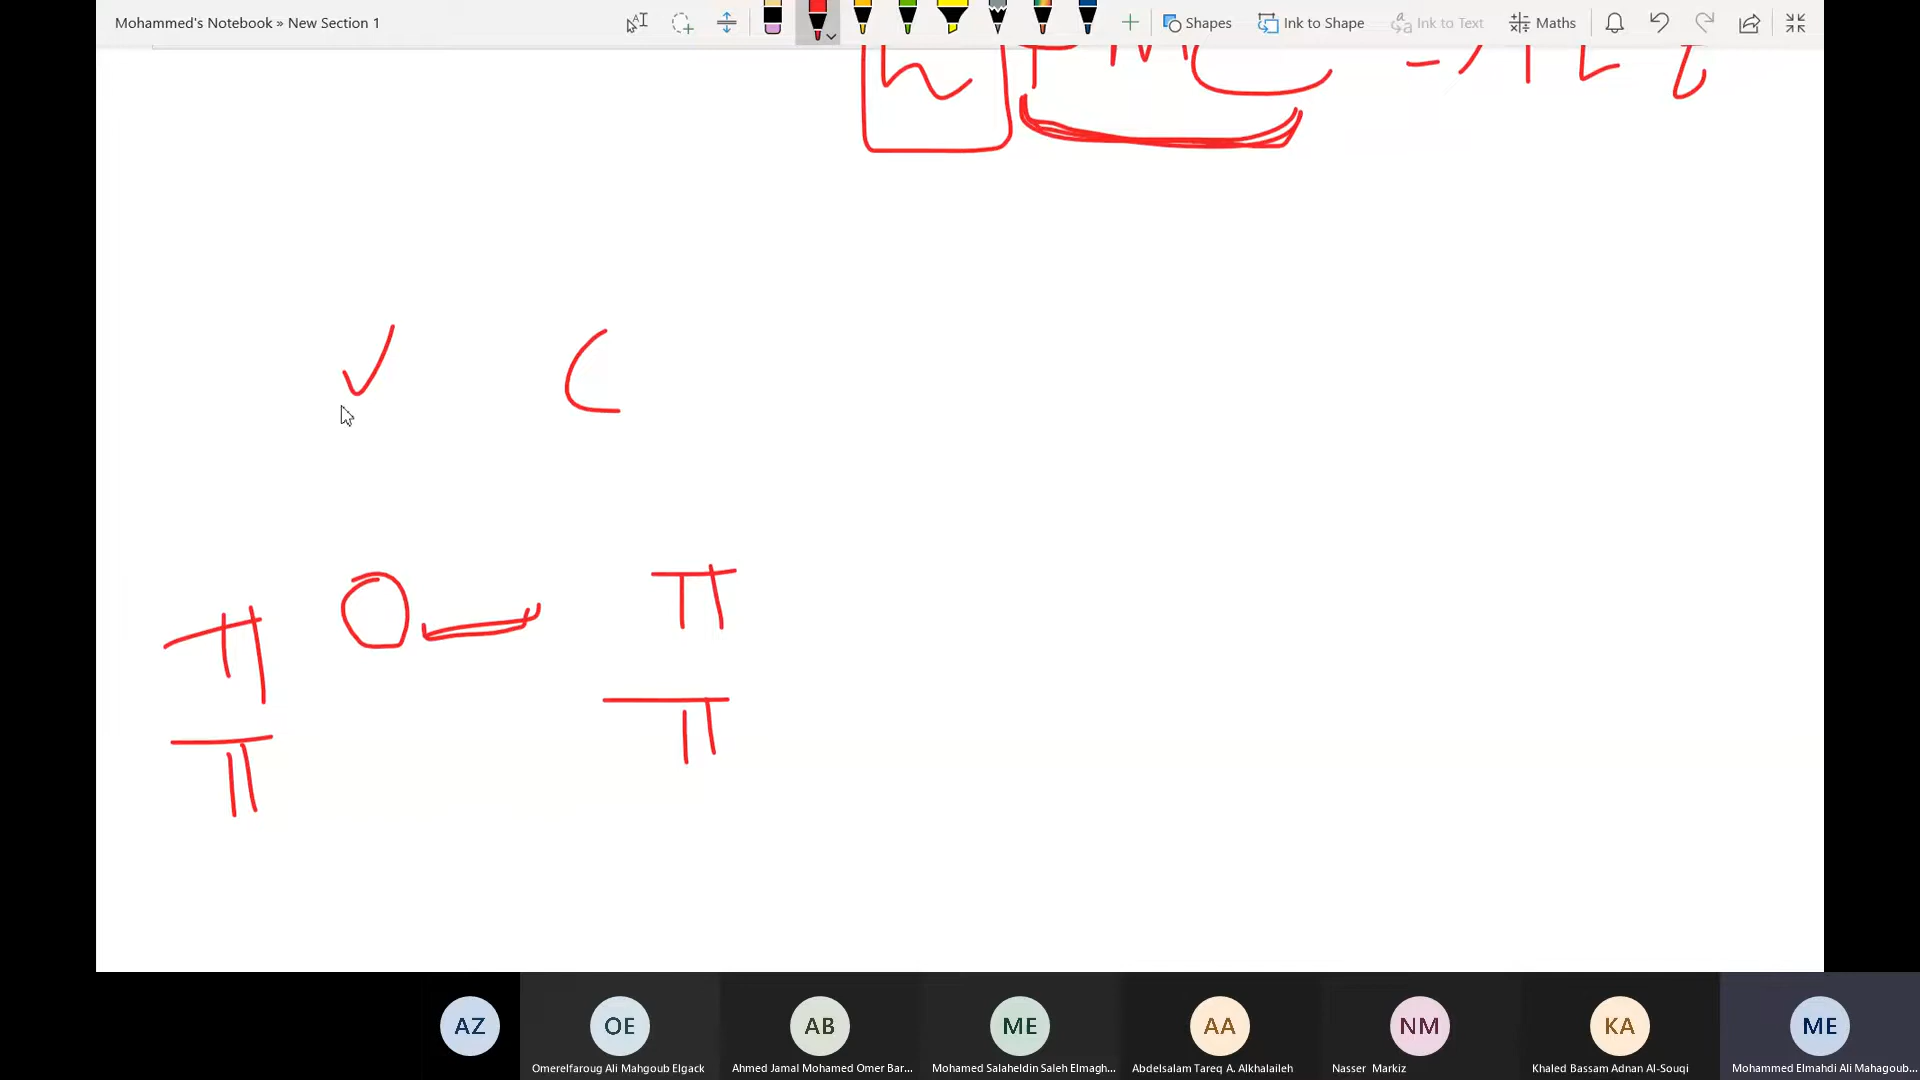 Mohammed's Notebook » New Section 1
Shapes
Ink to Shape
Ink to Text
Maths
π
π
π
π
AZ
OE
AB
ME
AA
NM
KA
ME
Omerelfaroug Ali Mahgoub Elgack
Ahmed Jamal Mohamed Omer Bar...
Mohamed Salaheldin Saleh Elmagh...
Abdelsalam Tareq A. Alkhalaileh
Nasser Markiz
Khaled Bassam Adnan Al-Souqi
Mohammed Elmahdi Ali Mahagoub...